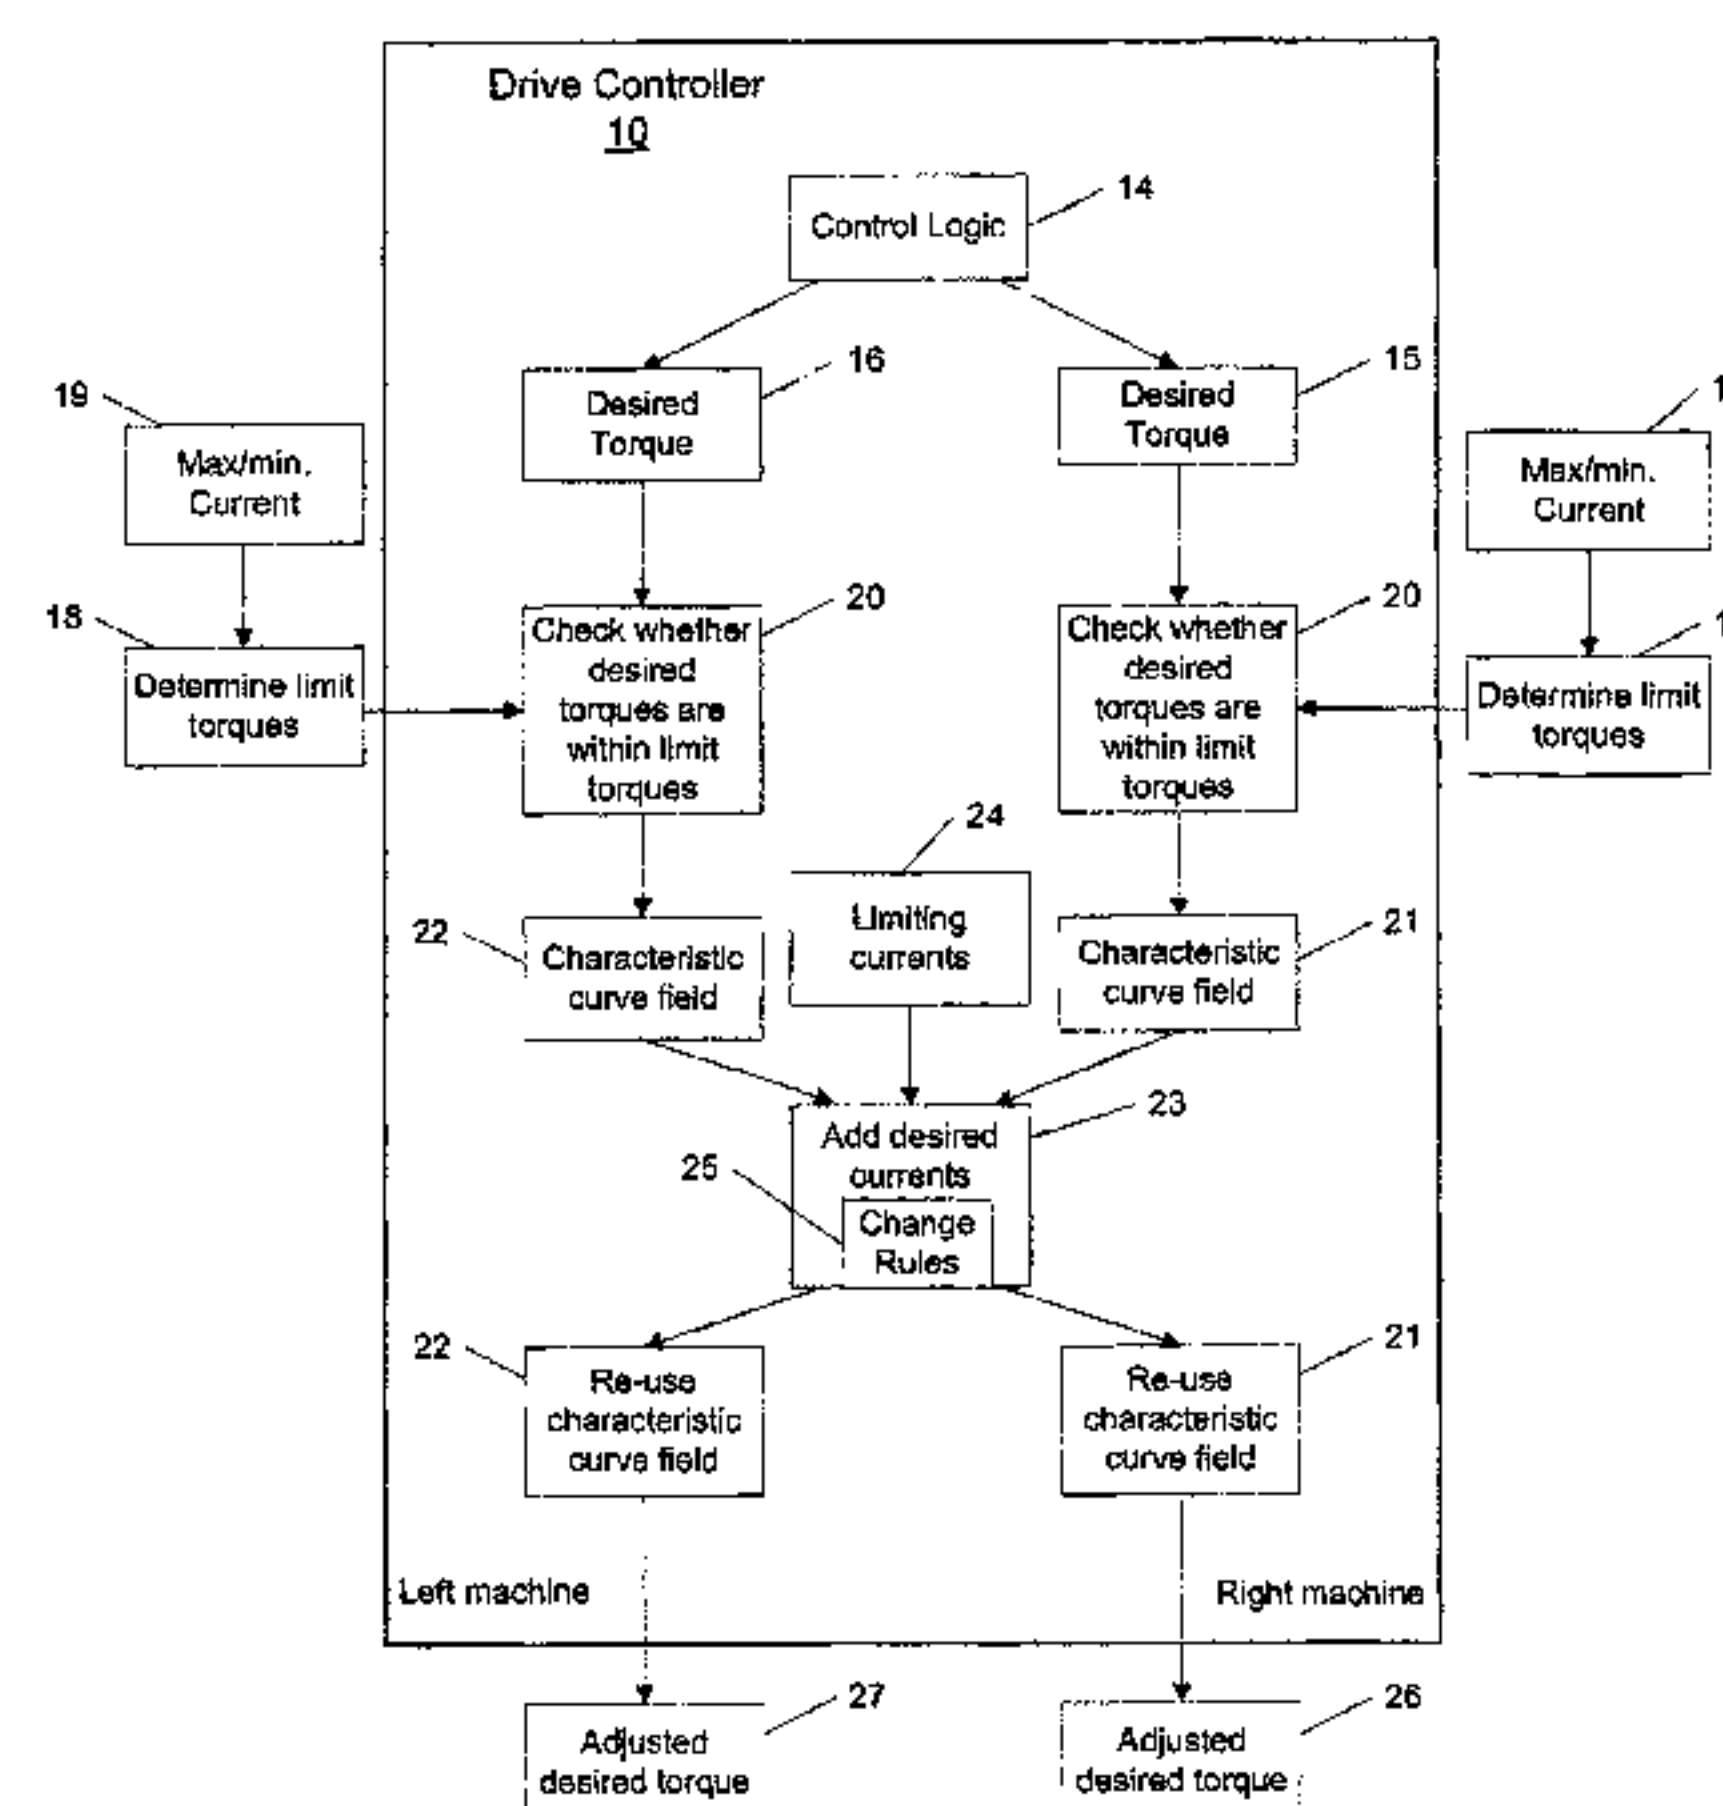 Drive Controller
10
Control Logic
14
16
15
Desired
Torque
Desired
Torque
19
Max/min.
Current
Max/min.
Current
18
20
20
Check whether
desired
torques are
within limit
torques
Check whether
desired
torques are
within limit
torques
Determine limit
torques
Determine limit
torques
24
Limiting
currents
22
21
Characteristic
curve field
Characteristic
curve field
23
Add desired
currents
25
Change
Rules
22
21
Re-use
characteristic
curve field
Re-use
characteristic
curve field
Left machine
Right machine
27
26
Adjusted
desired torque
Adjusted
desired torque